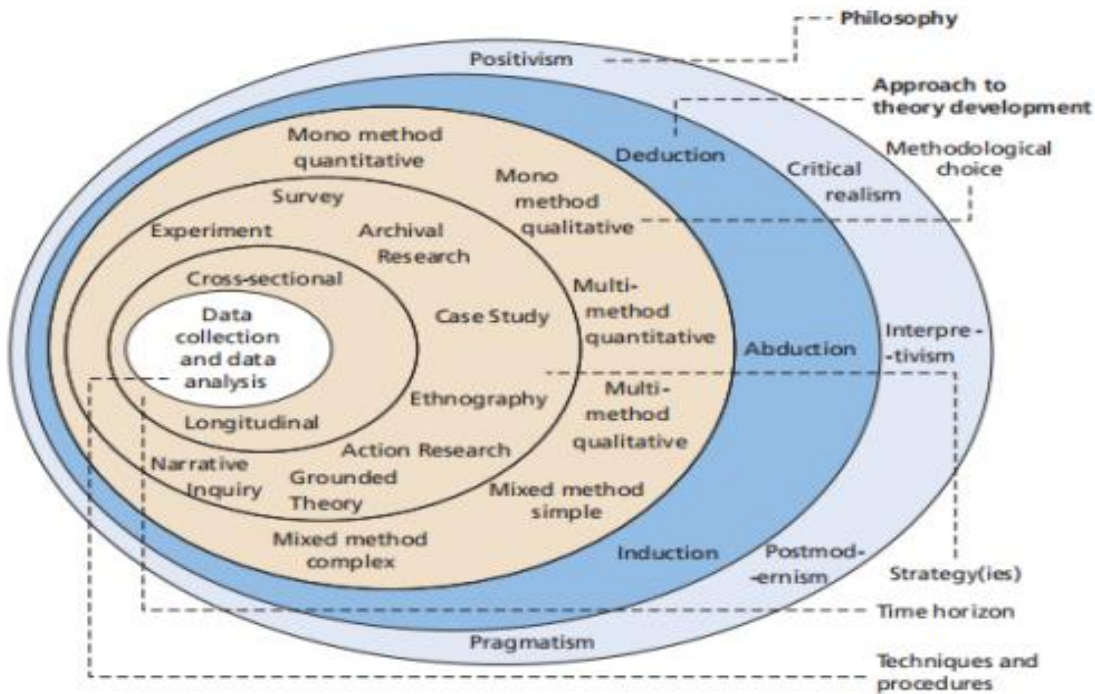 Philosophy
Positivism
Approach to
theory development
Mono method
quantitative
Deduction
Methodological
choice
Mono
method
qualitative
Critical
realism
Survey
Experiment
Archival
Research
Cross-sectional
Data
collection
and data
analysis
Case Study
Multi-
method
quantitative
Abduction
Interpre--
-tivism
Ethnography
Multi-
method
qualitative
Longitudinal
Action Research
Narrative
Inquiry
Grounded
Theory
Mixed method
simple
Mixed method
complex
Induction
Postmod-
-ernism
Strategy(ies)
Time horizon
Pragmatism
Techniques and
procedures